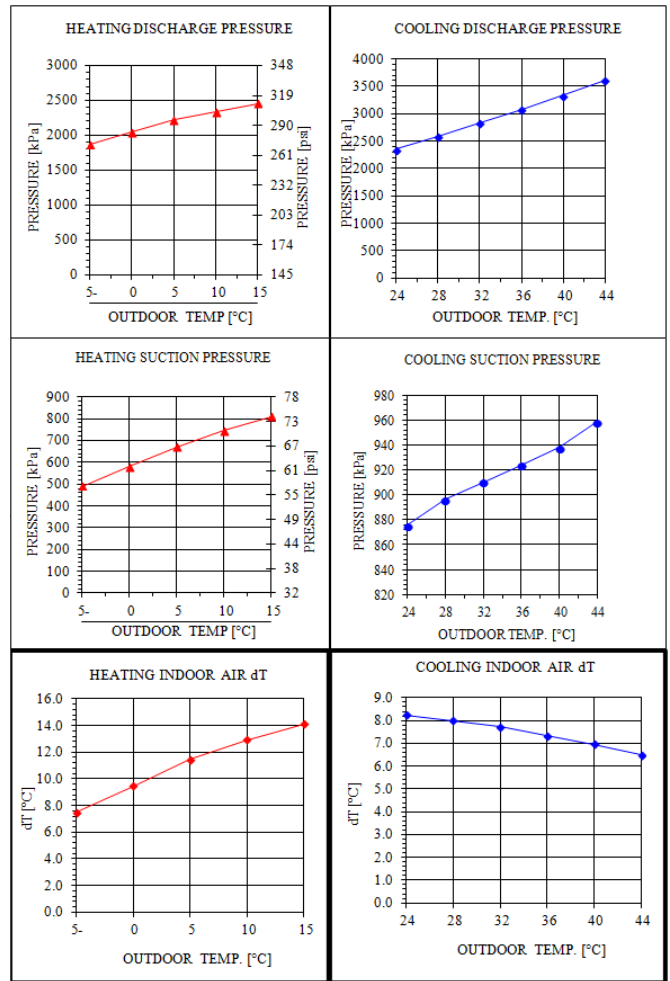 HEATING DISCHARGE PRESSURE
3000
2500
2000
1500
1000
500
0
PRESSURE [kPa]
348
319
290
261
232
203
174
145
PRESSURE [psi]
5- 0 5 10 15
OUTDOOR TEMP [°C]
COOLING DISCHARGE PRESSURE
4000
3500
3000
2500
2000
1500
1000
500
0
PRESSURE [kPa]
24 28 32 36 40 44
OUTDOOR TEMP. [°C]
HEATING SUCTION PRESSURE
900
800
700
600
500
400
300
200
100
0
PRESSURE [kPa]
78
73
67
61
55
49
44
38
32
PRESSURE [psi]
5- 0 5 10 15
OUTDOOR TEMP [°C]
COOLING SUCTION PRESSURE
980
960
940
920
900
880
860
840
820
PRESSURE [kPa]
24 28 32 36 40 44
OUTDOOR TEMP. [°C]
HEATING INDOOR AIR dT
16.0
14.0
12.0
10.0
8.0
6.0
4.0
2.0
0.0
dT [°C]
5- 0 5 10 15
OUTDOOR TEMP. [°C]
COOLING INDOOR AIR dT
9.0
8.0
7.0
6.0
5.0
4.0
3.0
2.0
1.0
0.0
dT [°C]
24 28 32 36 40 44
OUTDOOR TEMP. [°C]